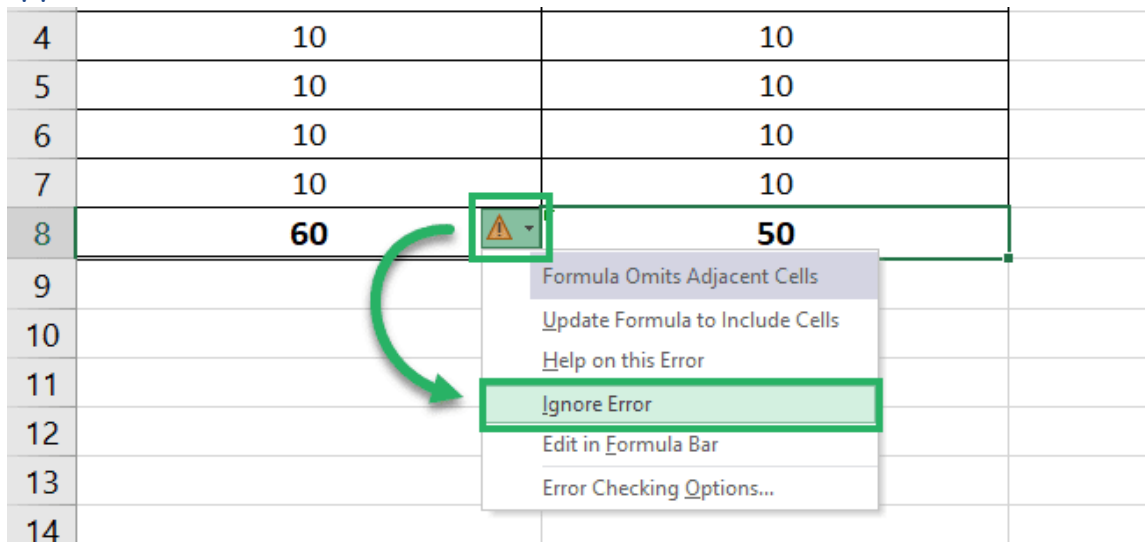 4 10 10
5 10 10
6 10 10
7 10 10
8 60 50
Formula Omits Adjacent Cells
9
Update Formula to Include Cells
10
Help on this Error
11
Ignore Error
12
Edit in Formula Bar
13
Error Checking Options...
14